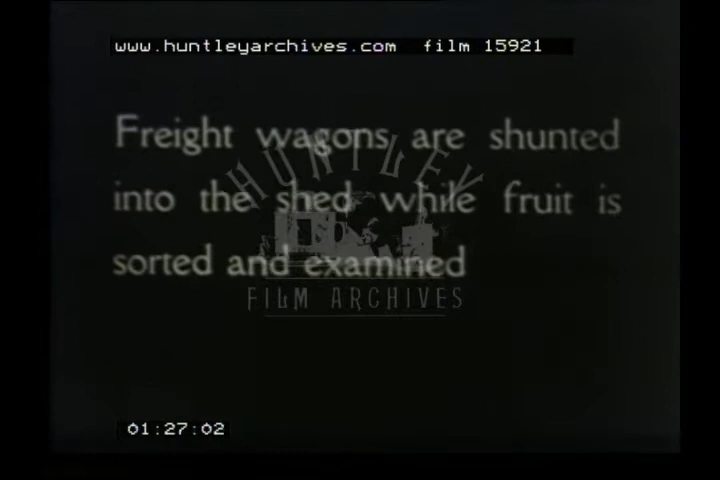 www.huntleyarchives.com film 15921
Freight wagons are shunted
into the shed while fruit is
sorted and examined
HUNTLEY
FILM ARCHIVES
01:27:02